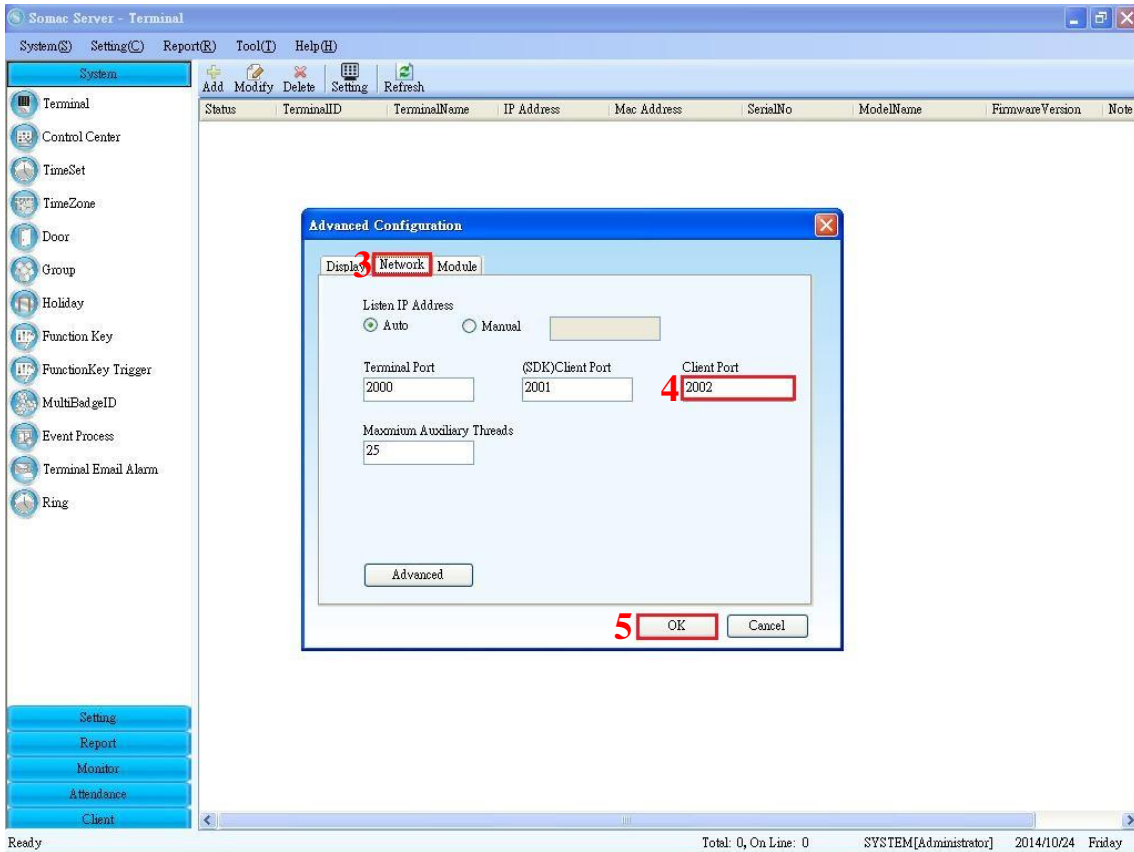 Somac Server - Terminal
System(S) Setting(C) Report(R) Tool(T) Help(H)
System
Add Modify Delete Setting Refresh
Status TerminalID TerminalName IP Address Mac Address SerialNo ModelName FirmwareVersion Note
Terminal
Control Center
TimeSet
TimeZone
Door
Group
Holiday
Function Key
FunctionKey Trigger
MultiBadgeID
Event Process
Terminal Email Alarm
Ring
Advanced Configuration
Display 3 Network Module
Listen IP Address
Auto Manual
Terminal Port (SDK)Client Port Client Port
2000 2001 4 2002
Maxmium Auxiliary Threads
25
Advanced
5 OK Cancel
Setting
Report
Monitor
Attendance
Client
Ready Total: 0, On Line: 0 SYSTEM[Administrator] 2014/10/24 Friday